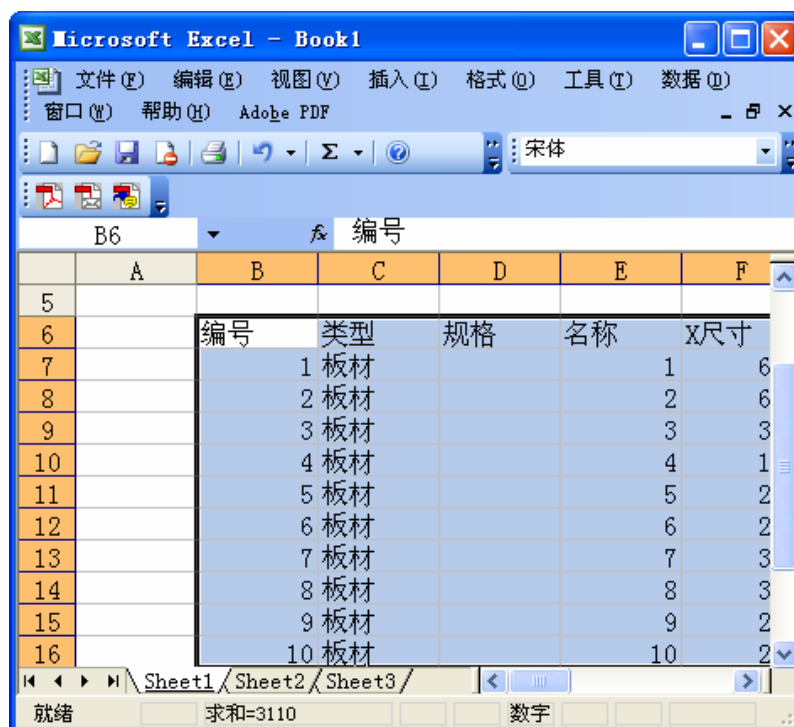 Microsoft Excel - Book1
文件(F) 编辑(E) 视图(V) 插入(I) 格式(O) 工具(T) 数据(D)
窗口(W) 帮助(H) Adobe PDF
Σ 宋体
B6 fx 编号
A B C D E F
5
6 编号 类型 规格 名称 X尺寸
7 1 板材 1 6
8 2 板材 2 6
9 3 板材 3 3
10 4 板材 4 1
11 5 板材 5 2
12 6 板材 6 2
13 7 板材 7 3
14 8 板材 8 3
15 9 板材 9 2
16 10 板材 10 2
Sheet1 Sheet2 Sheet3
就绪 求和=3110 数字